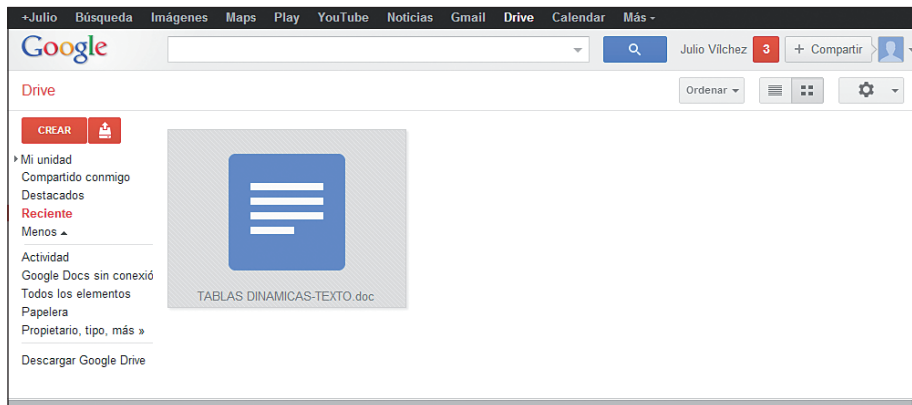 +Julio Búsqueda Imágenes Maps Play YouTube Noticias Gmail Drive Calendar Más
Google Julio Vílchez 3 + Compartir
Drive Ordenar
CREAR
Mi unidad
Compartido conmigo
Destacados
Reciente
Menos
Actividad
Google Docs sin conexió
Todos los elementos
Papelera
Propietario, tipo, más »
Descargar Google Drive
TABLAS DINAMICAS-TEXTO.doc